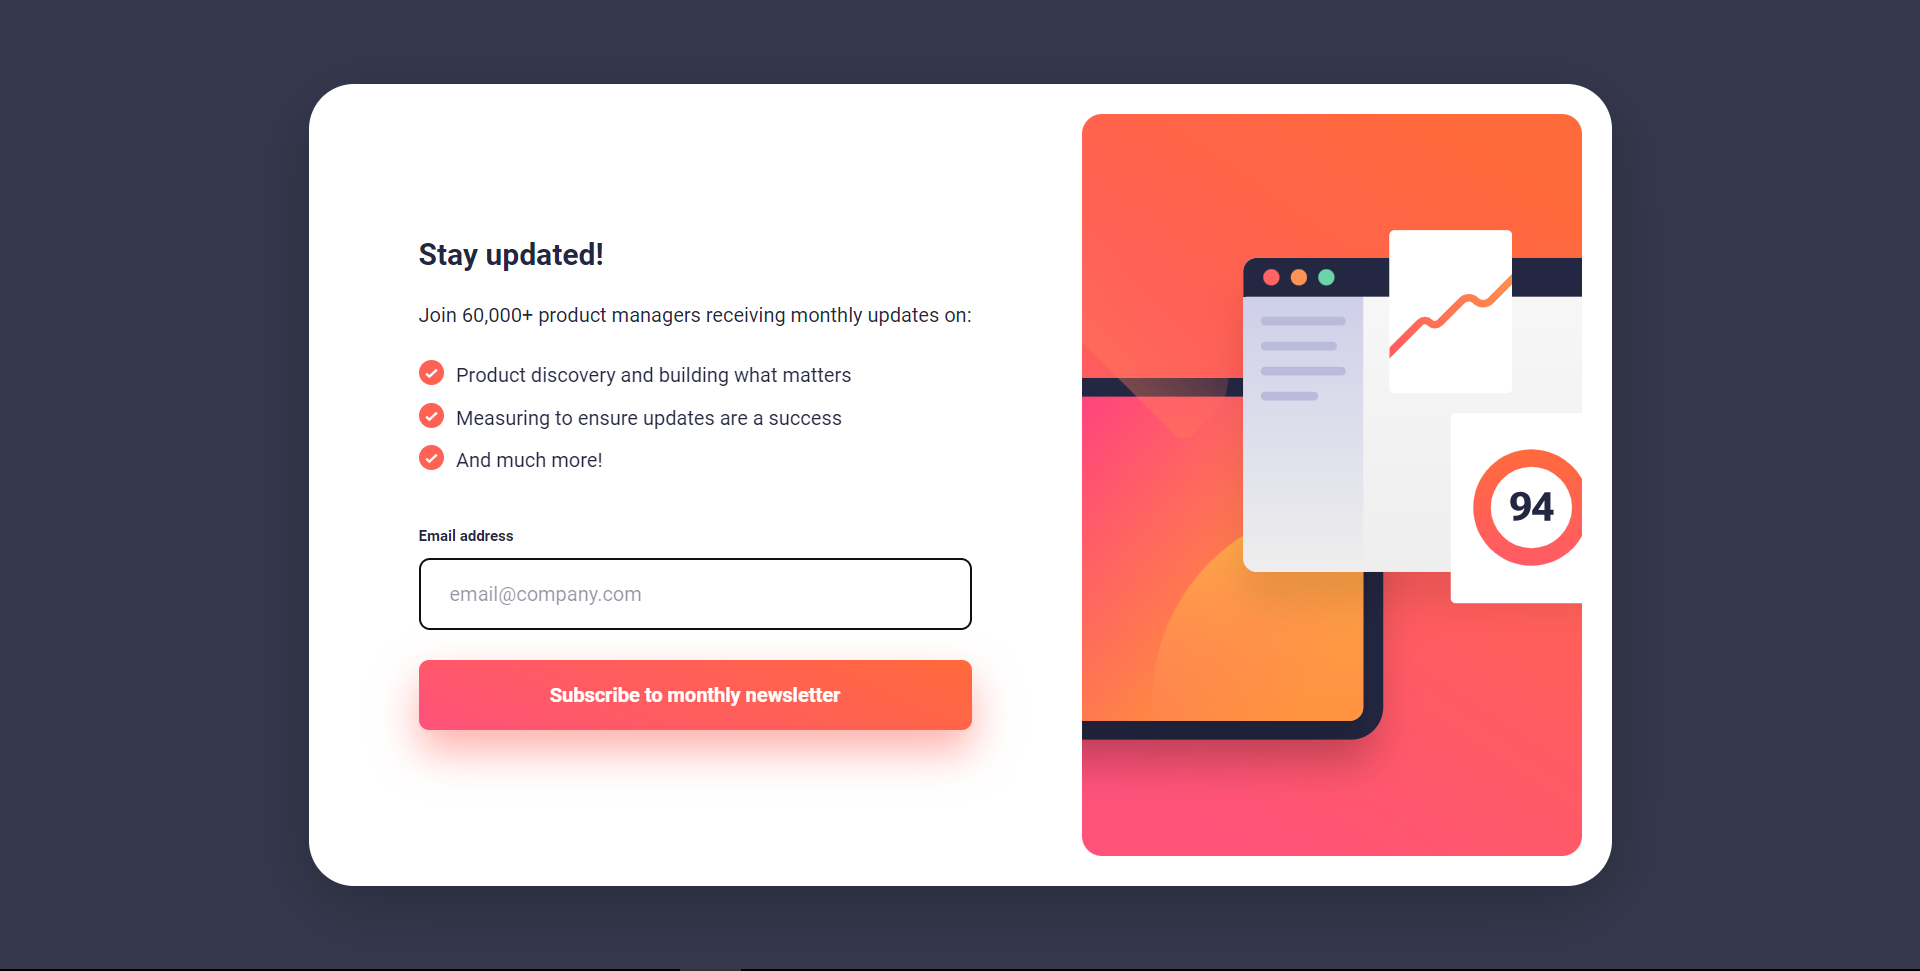 Stay updated!
Join 60,000+ product managers receiving monthly updates on:
Product discovery and building what matters
Measuring to ensure updates are a success
And much more!
Email address
email@company.com
Subscribe to monthly newsletter
94